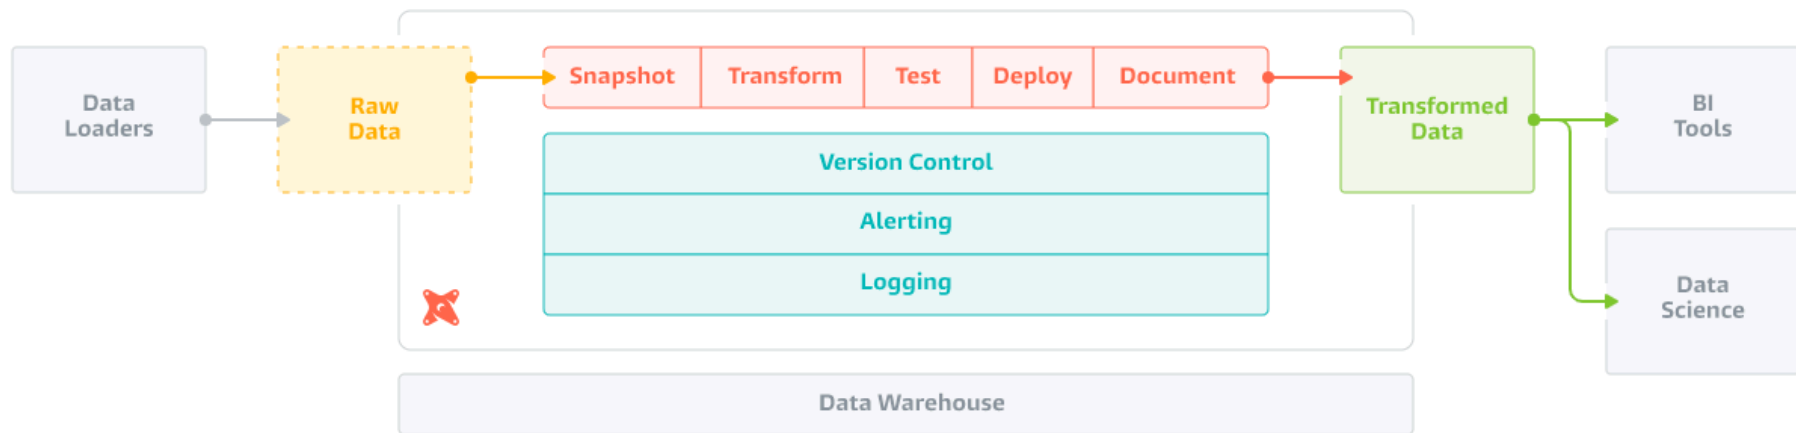 Data
Loaders
Raw
Data
Snapshot
Transform
Test
Deploy
Document
Version Control
Alerting
Logging
Transformed
Data
BI
Tools
Data
Science
Data Warehouse